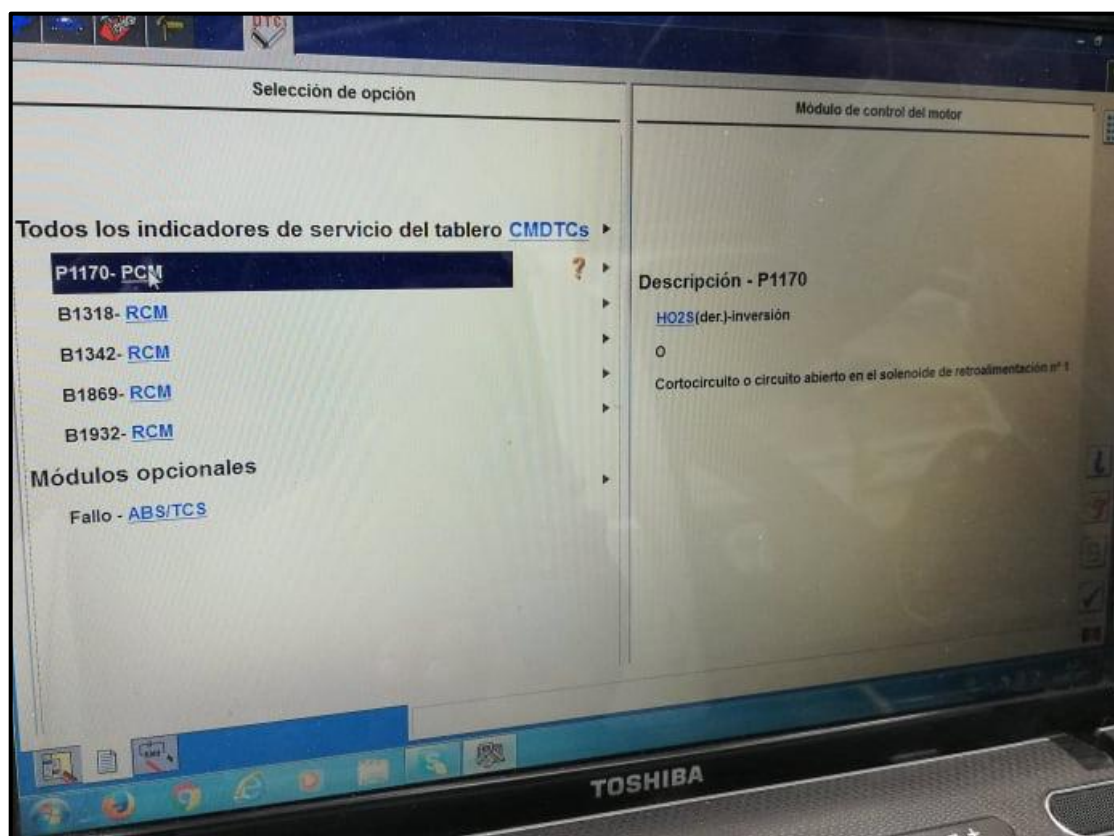 DTC
Selección de opción
Todos los indicadores de servicio del tablero CMDTCs
P1170- PCM
?
B1318- RCM
B1342- RCM
B1869- RCM
B1932- RCM
Módulos opcionales
Fallo - ABS/TCS
Módulo de control del motor
Descripción - P1170
HO2S(der.)-inversión
O
Cortocircuito o circuito abierto en el solenoide de retroalimentación nº 1
TOSHIBA